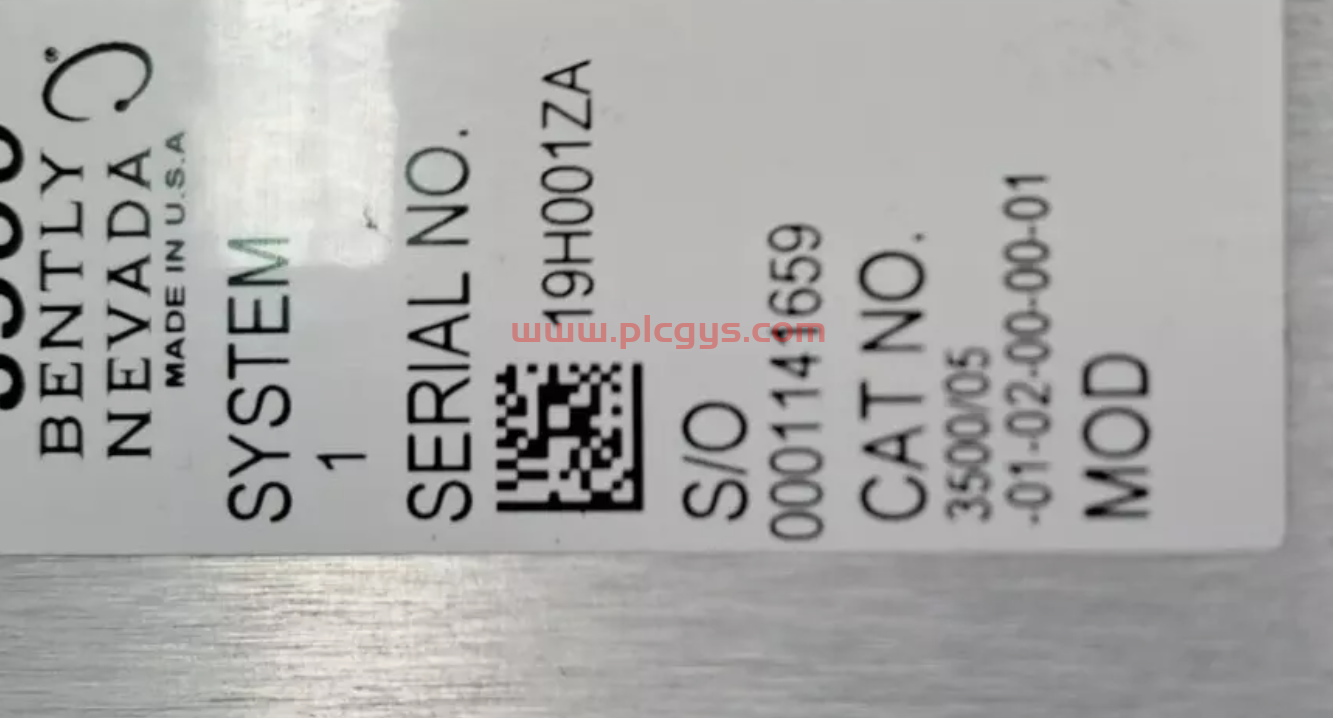 BENTLY
NEVADA
MADE IN U.S.A
SYSTEM
1
SERIAL NO.
19H001ZA
S/O
0001141659
CAT NO.
3500/05
-01-02-00-00-01
MOD
www.plcgys.com